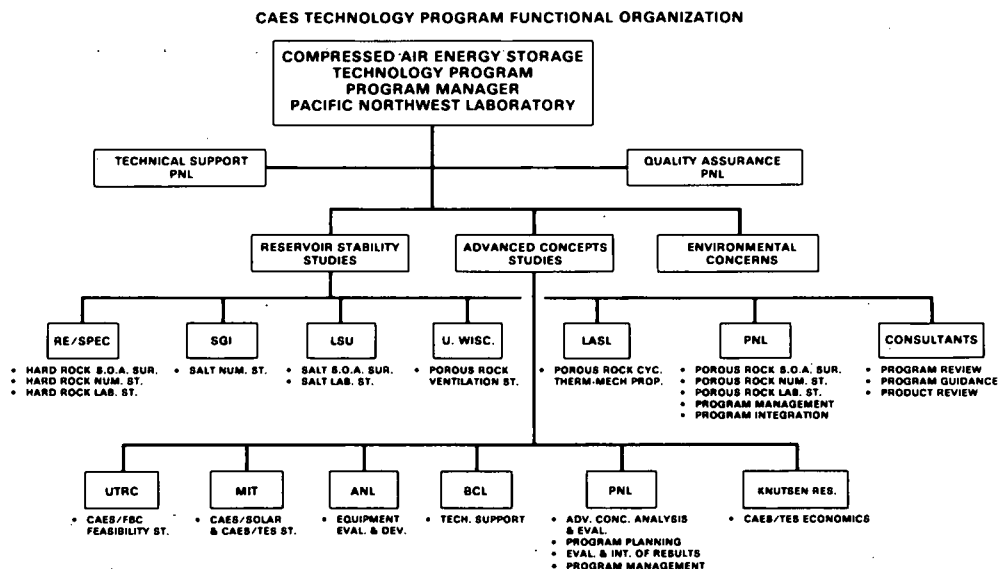 CAES TECHNOLOGY PROGRAM FUNCTIONAL ORGANIZATION
COMPRESSED AIR ENERGY STORAGE
TECHNOLOGY PROGRAM
PROGRAM MANAGER
PACIFIC NORTHWEST LABORATORY
TECHNICAL SUPPORT
PNL
QUALITY ASSURANCE
PNL
RESERVOIR STABILITY
STUDIES
ADVANCED CONCEPTS
STUDIES
ENVIRONMENTAL
CONCERNS
RE/SPEC
• HARD ROCK S.O.A. SUR.
• HARD ROCK NUM. ST.
• HARD ROCK LAB. ST.
SGI
• SALT NUM. ST.
LSU
• SALT S.O.A. SUR.
• SALT LAB. ST.
U. WISC.
• POROUS ROCK
VENTILATION ST.
LASL
• POROUS ROCK CYC.
THERM-MECH PROP.
PNL
• POROUS ROCK S.O.A. SUR.
• POROUS ROCK NUM. ST.
• POROUS ROCK LAB. ST.
• PROGRAM MANAGEMENT
• PROGRAM INTEGRATION
CONSULTANTS
• PROGRAM REVIEW
• PROGRAM GUIDANCE
• PRODUCT REVIEW
UTRC
• CAES/FBC
FEASIBILITY ST.
MIT
• CAES/SOLAR
& CAES/TES ST.
ANL
• EQUIPMENT
EVAL. & DEV.
BCL
• TECH. SUPPORT
PNL
• ADV. CONC. ANALYSIS
& EVAL.
• PROGRAM PLANNING
• EVAL. & INT. OF RESULTS
• PROGRAM MANAGEMENT
KNUTSEN RES.
• CAES/TES ECONOMICS